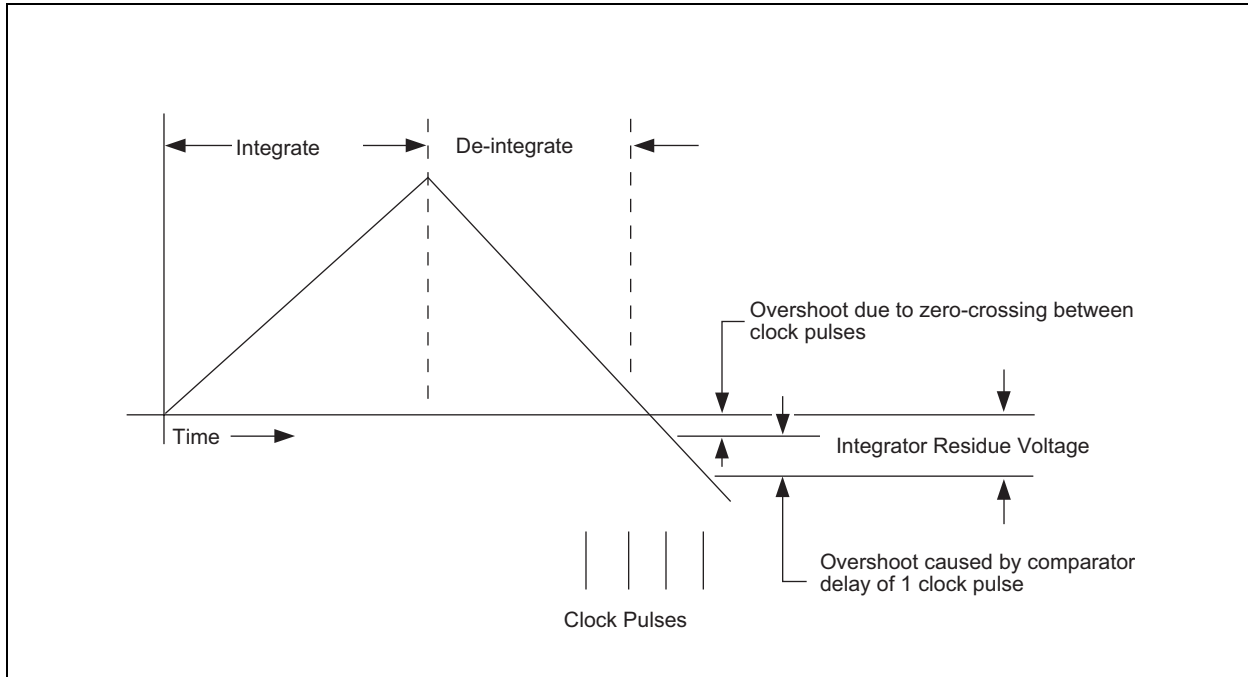 Integrate
De-integrate
Overshoot due to zero-crossing between
clock pulses
Time
Integrator Residue Voltage
Overshoot caused by comparator
delay of 1 clock pulse
Clock Pulses